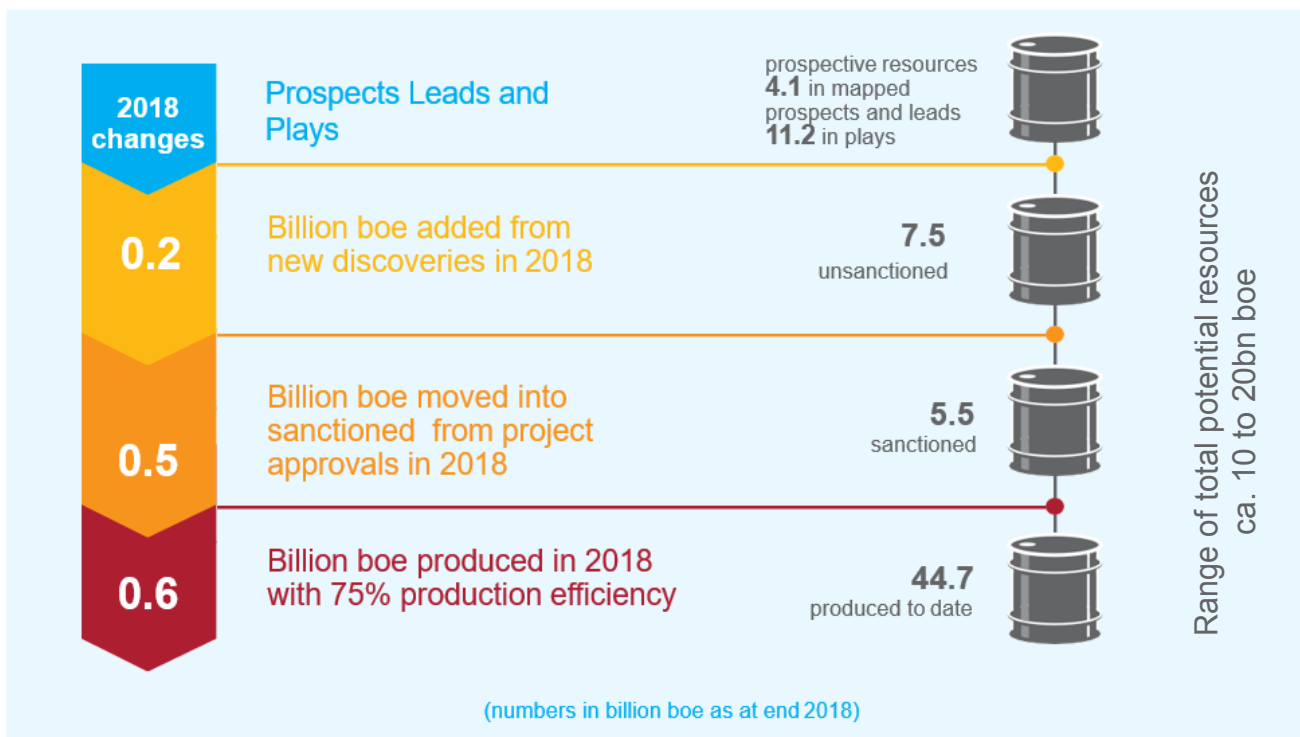 2018
changes
Prospects Leads and
Plays
prospective resources
4.1 in mapped
prospects and leads
11.2 in plays
0.2
Billion boe added from
new discoveries in 2018
7.5
unsanctioned
0.5
Billion boe moved into
sanctioned from project
approvals in 2018
5.5
sanctioned
0.6
Billion boe produced in 2018
with 75% production efficiency
44.7
produced to date
Range of total potential resources
ca. 10 to 20bn boe
(numbers in billion boe as at end 2018)